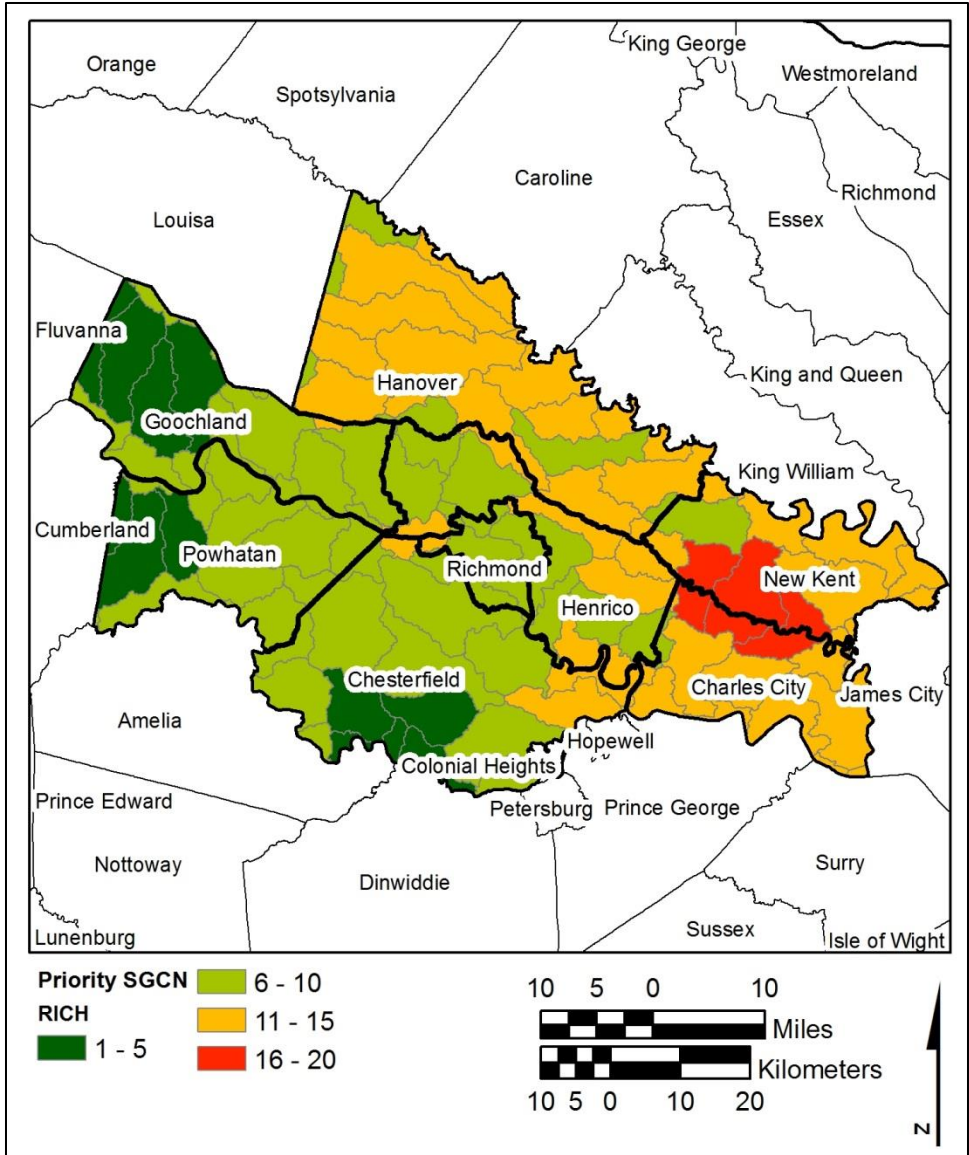 King George
Orange
Westmoreland
Spotsylvania
Caroline
Richmond
Louisa
Essex
Fluvanna
King and Queen
Hanover
Goochland
King William
Cumberland
Powhatan
Richmond
New Kent
Henrico
Chesterfield
Charles City
James City
Amelia
Hopewell
Colonial Heights
Prince Edward
Petersburg
Prince George
Nottoway
Surry
Dinwiddie
Sussex
Lunenburg
Isle of Wight
Priority SGCN
RICH
1 - 5
6 - 10
11 - 15
16 - 20
10 5 0 10
Miles
Kilometers
10 5 0 10 20
N